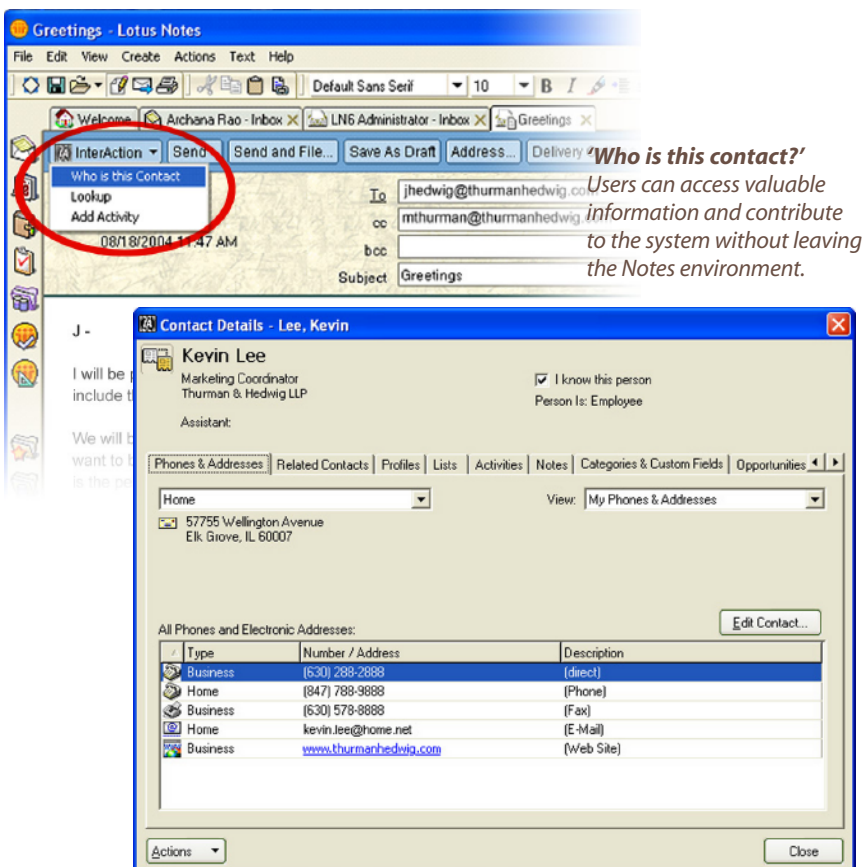 Greetings - Lotus Notes
File Edit View Create Actions Text Help
Default Sans Serif 10 B I
Welcome Archana Rao - Inbox LN6 Administrator - Inbox Greetings
InterAction Send Send and File... Save As Draft Address... Delivery
Who is this Contact
Lookup
Add Activity
08/18/2004 11:47 AM
To jhedwig@thurmanhedwig.com
cc mthurman@thurmanhedwig.
bcc
Subject Greetings
'Who is this contact?'
Users can access valuable
information and contribute
to the system without leaving
the Notes environment.
J -
I will be
include
We will
want to
is the
Contact Details - Lee, Kevin
Kevin Lee
Marketing Coordinator
Thurman & Hedwig LLP
Assistant:
I know this person
Person Is: Employee
Phones & Addresses Related Contacts Profiles Lists Activities Notes Categories & Custom Fields Opportunities
Home View: My Phones & Addresses
57755 Wellington Avenue
Elk Grove, IL 60007
Edit Contact...
All Phones and Electronic Addresses:
/ Type Number / Address Description
Business (630) 288-2888 (direct)
Home (847) 788-9888 (Phone)
Business (630) 578-8888 (Fax)
Home kevin.lee@home.net (E-Mail)
Business www.thurmanhedwig.com (Web Site)
Actions Close